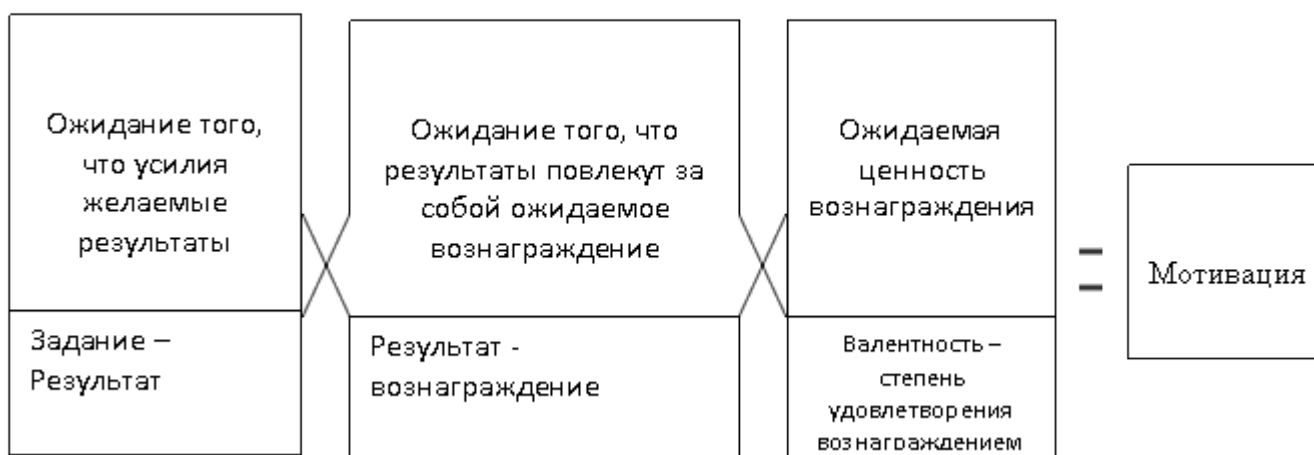 Ожидание того,
что усилия
желаемые
результаты
Задание –
Результат
Ожидание того, что
результаты повлекут за
собой ожидаемое
вознаграждение
Результат -
вознаграждение
Ожидаемая
ценность
вознаграждения
Валентность –
степень
удовлетворения
вознаграждением
=
Мотивация